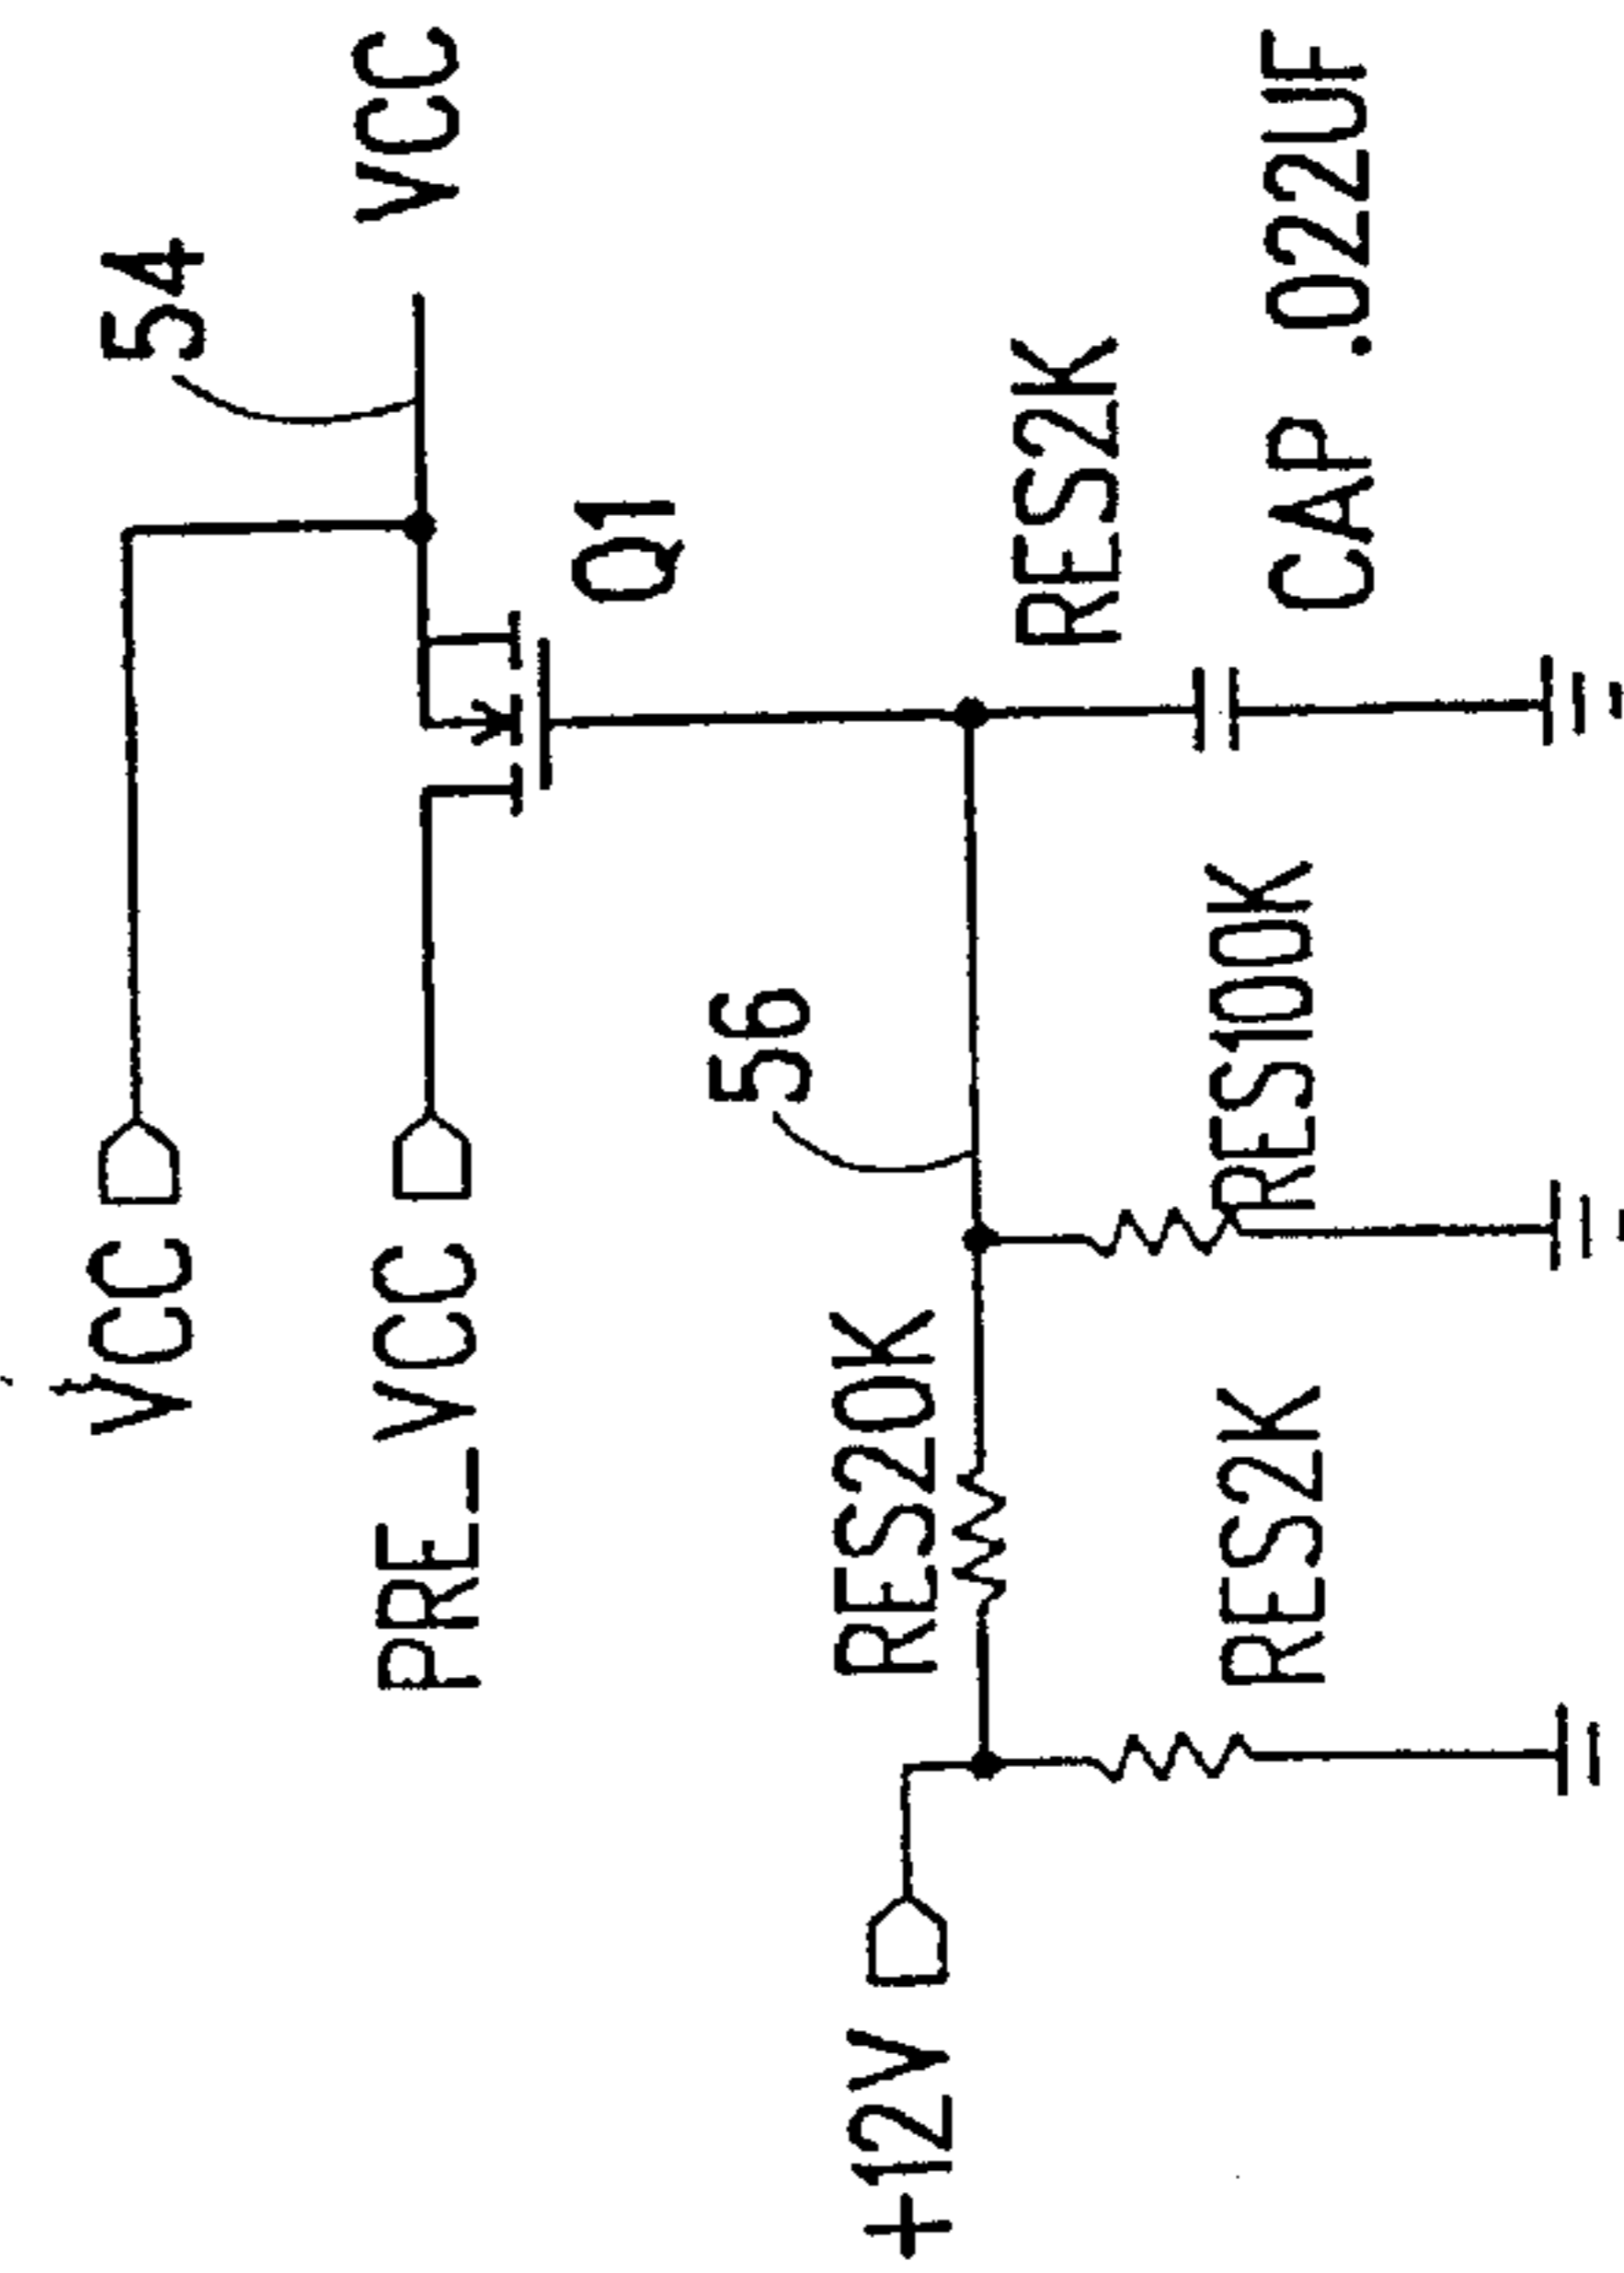 VCC
54
VCC
PRE_VCC
Q1
56
+12V
RES20K
RES2K
RES100K
RES2K
CAP .022UF